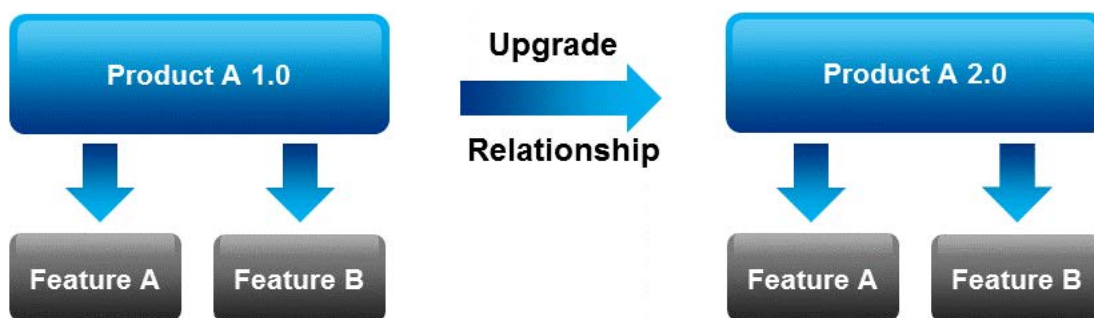 Product A 1.0
Upgrade
Relationship
Product A 2.0
Feature A
Feature B
Feature A
Feature B